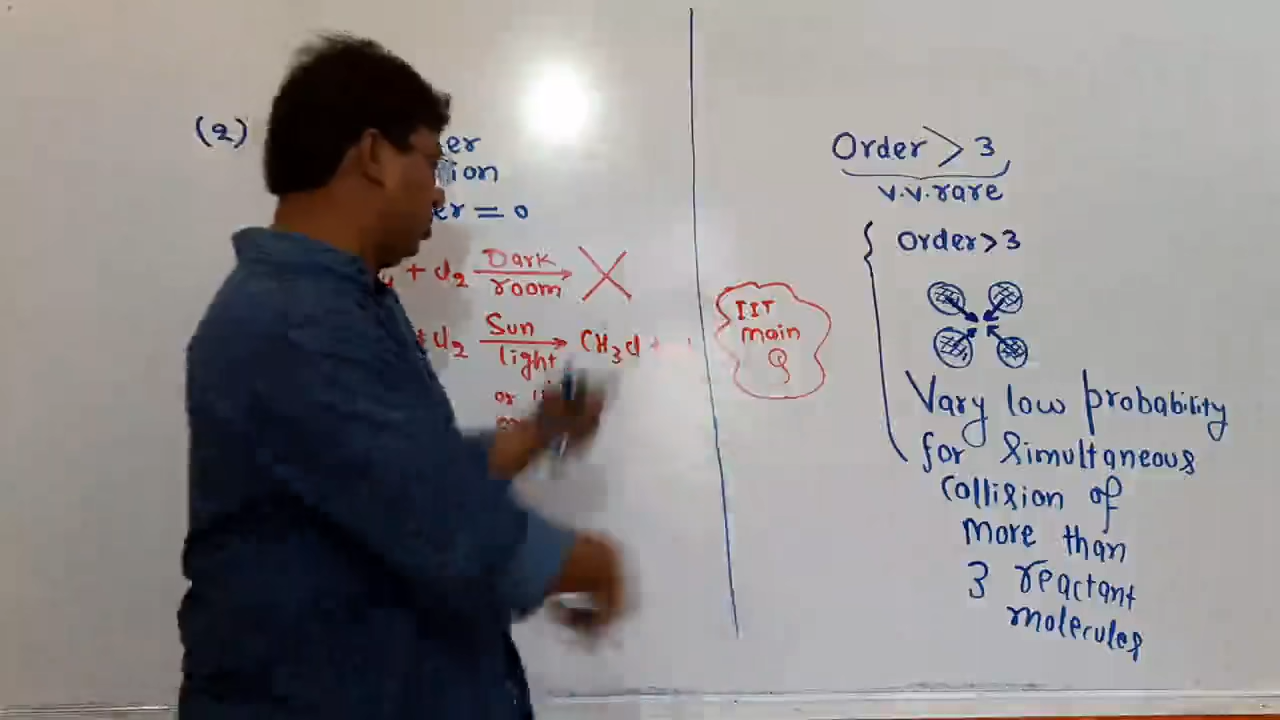 (2)
er
ion
er = 0
+ Cl2 Dark room
+ Cl2 Sun light CH3Cl +
or
IIT
main
Q
Order > 3
v.v.rare
Order > 3
Vary low probability
for simultaneous
collision of
more than
3 reactant
molecules